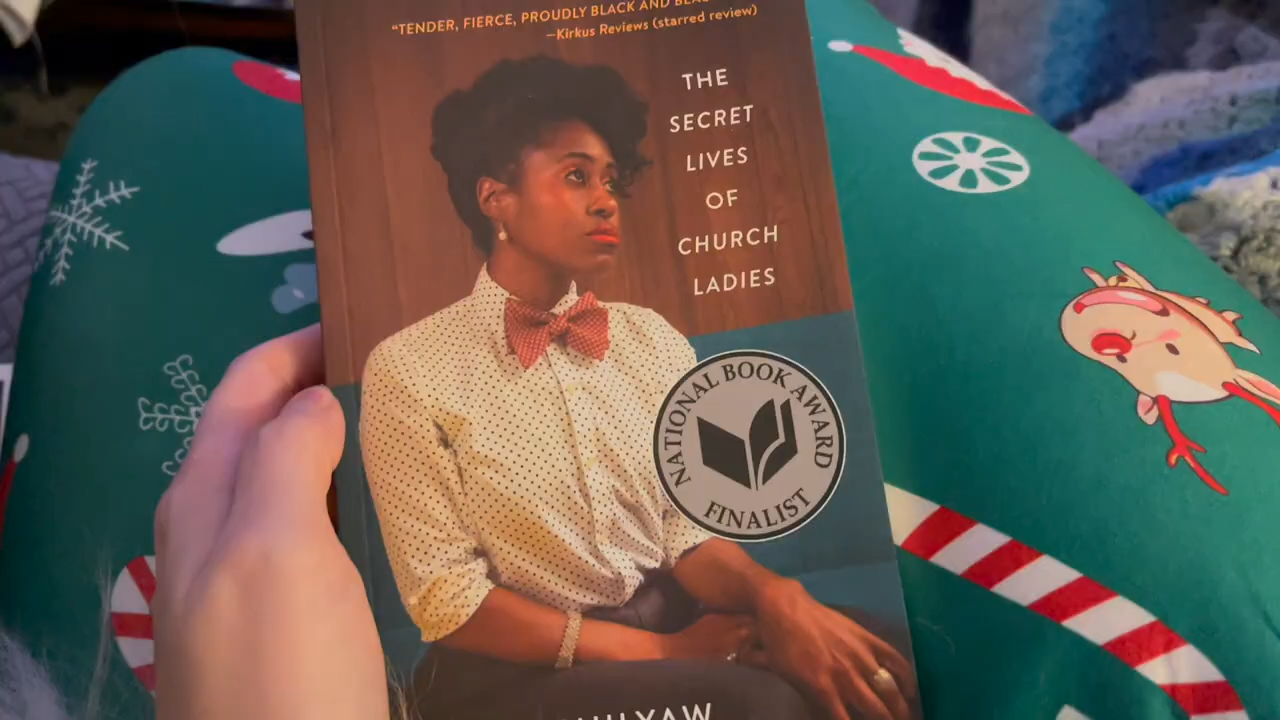 "TENDER, FIERCE, PROUDLY BLACK AND
—Kirkus Reviews (starred review)
THE
SECRET
LIVES
OF
CHURCH
LADIES
NATIONAL BOOK AWARD
FINALIST